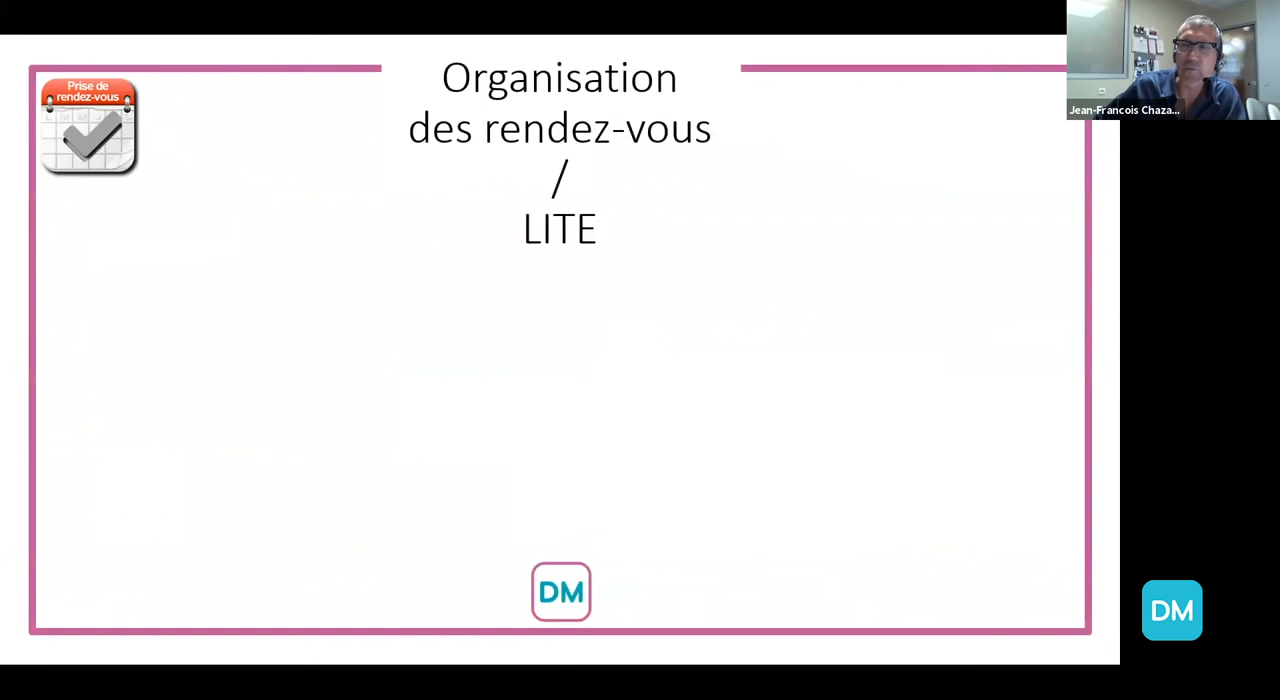 Prise de
rendez-vous
Organisation
des rendez-vous
/
LITE
Jean-Francois Chaza...
DM
DM